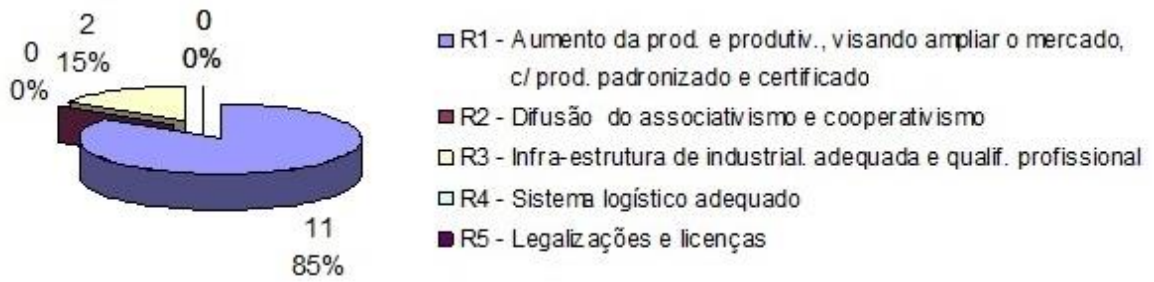 2
15%
0
0%
0
0%
11
85%
R1 - Aumento da prod. e produtiv., visando ampliar o mercado,
c/ prod. padronizado e certificado
R2 - Difusão do associativismo e cooperativismo
R3 - Infra-estrutura de industrial. adequada e qualif. profissional
R4 - Sistema logístico adequado
R5 - Legalizações e licenças